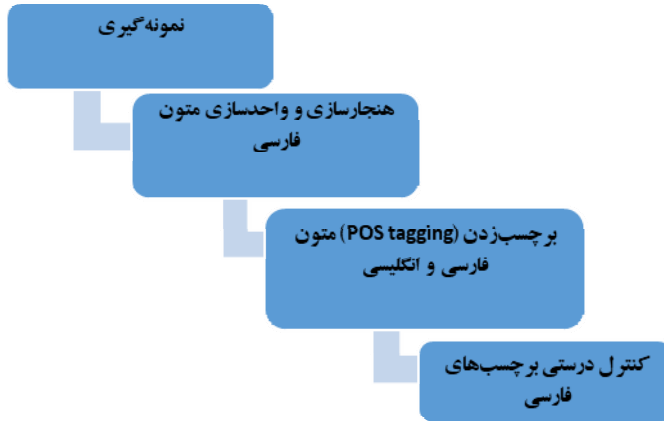 نمونه‌گیری
هنجارسازی و واحدسازی متون
فارسی
برچسب‌زدن (POS tagging) متون
فارسی و انگلیسی
کنترل درستی برچسب‌های
فارسی